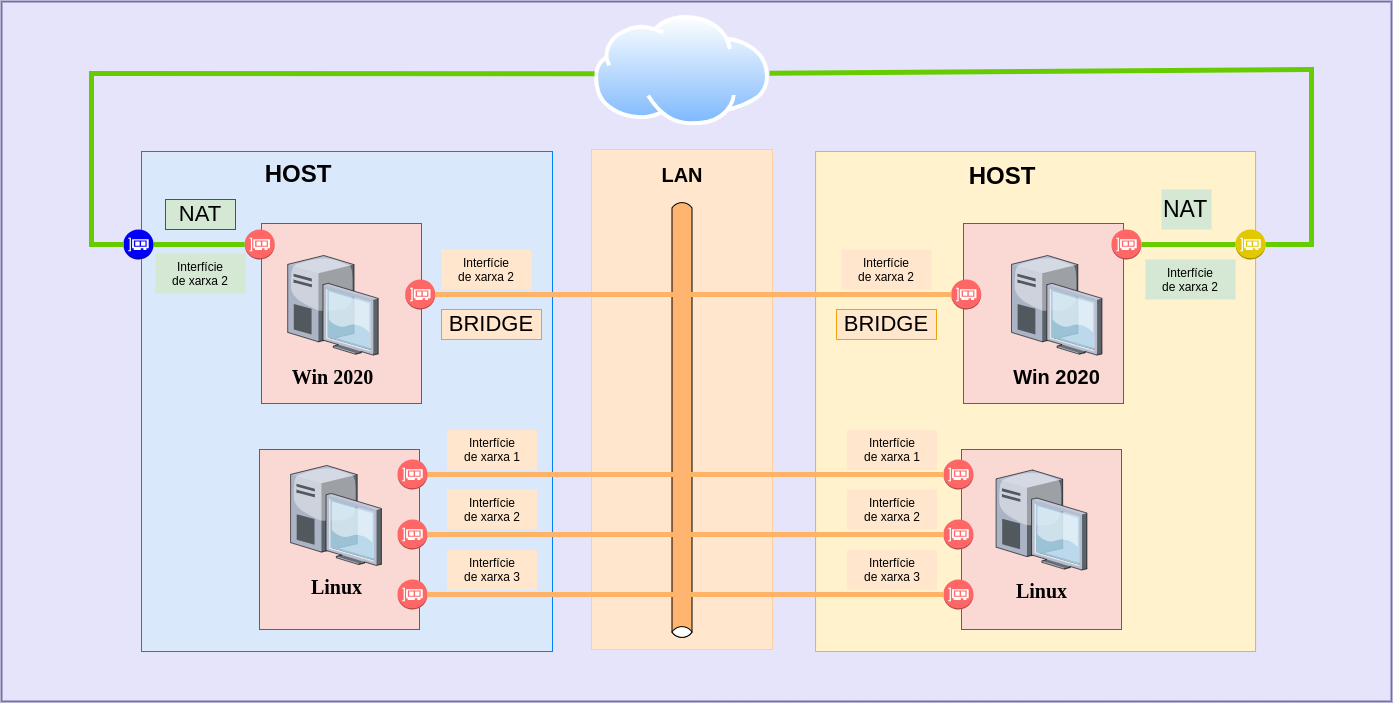 HOST
NAT
Interfície
de xarxa 2
Interfície
de xarxa 2
BRIDGE
Win 2020
Interfície
de xarxa 1
Interfície
de xarxa 2
Interfície
de xarxa 3
Linux
LAN
HOST
NAT
Interfície
de xarxa 2
Interfície
de xarxa 2
BRIDGE
Win 2020
Interfície
de xarxa 1
Interfície
de xarxa 2
Interfície
de xarxa 3
Linux